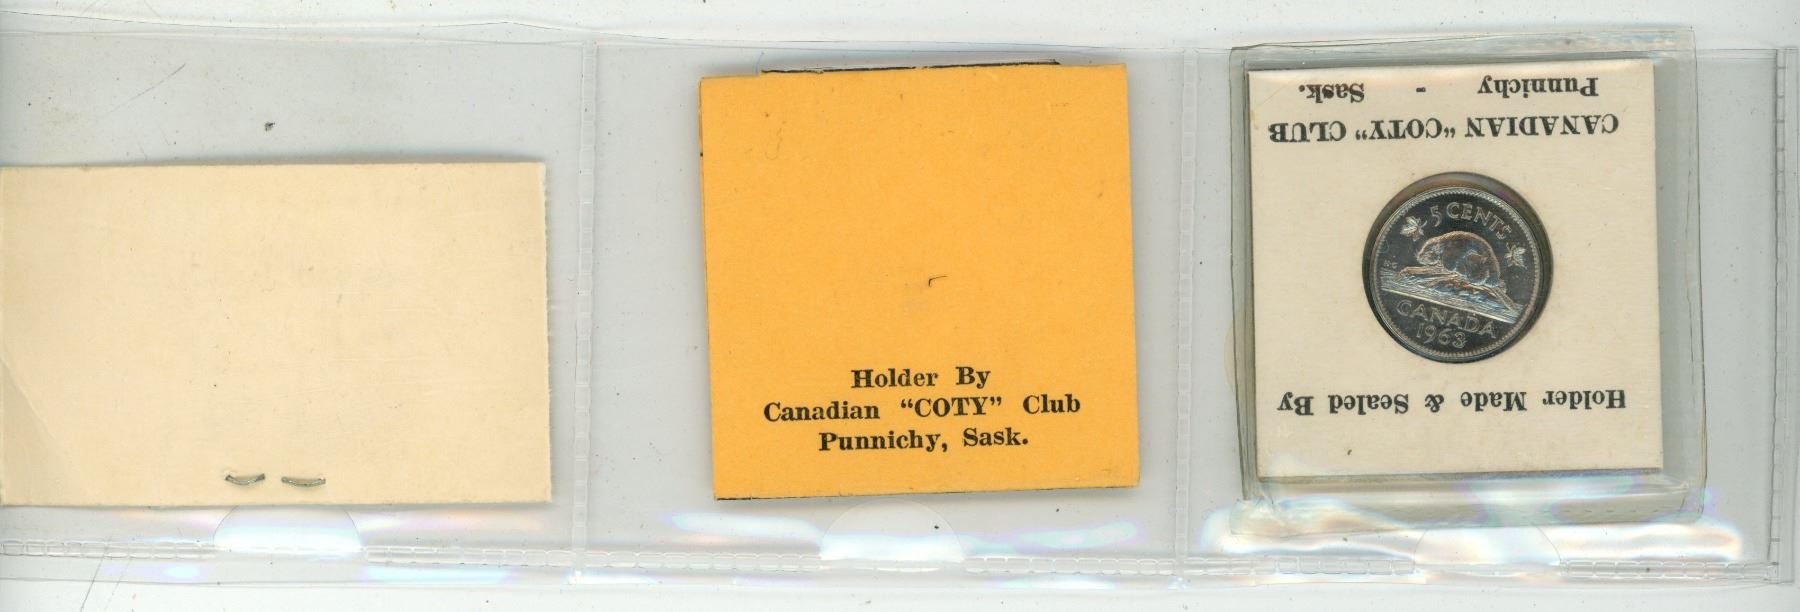 Holder By
Canadian “COTY” Club
Punnichy, Sask.
Holder Made & Sealed By
CANADIAN “COTY” CLUB
Punnichy - Sask.
5 CENTS
CANADA
1963